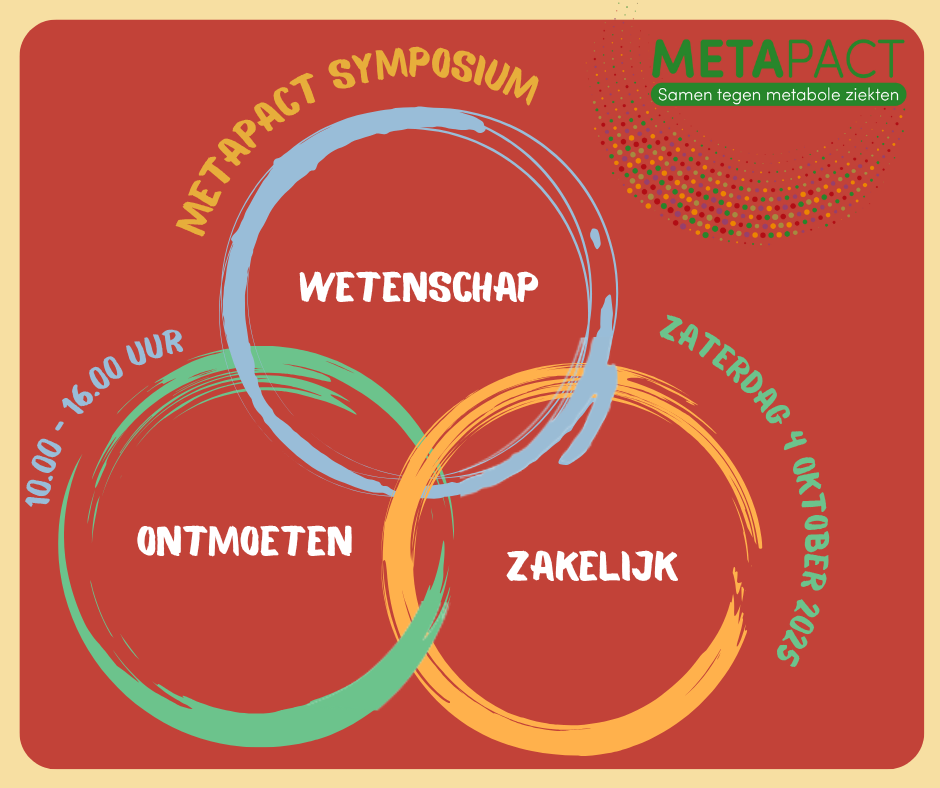 METAPACT
Samen tegen metabole ziekten
METAPACT SYMPOSIUM
WETENSCHAP
10.00 - 16.00 UUR
ZATERDAG 4 OKTOBER 2025
ONTMOETEN
ZAKELIJK